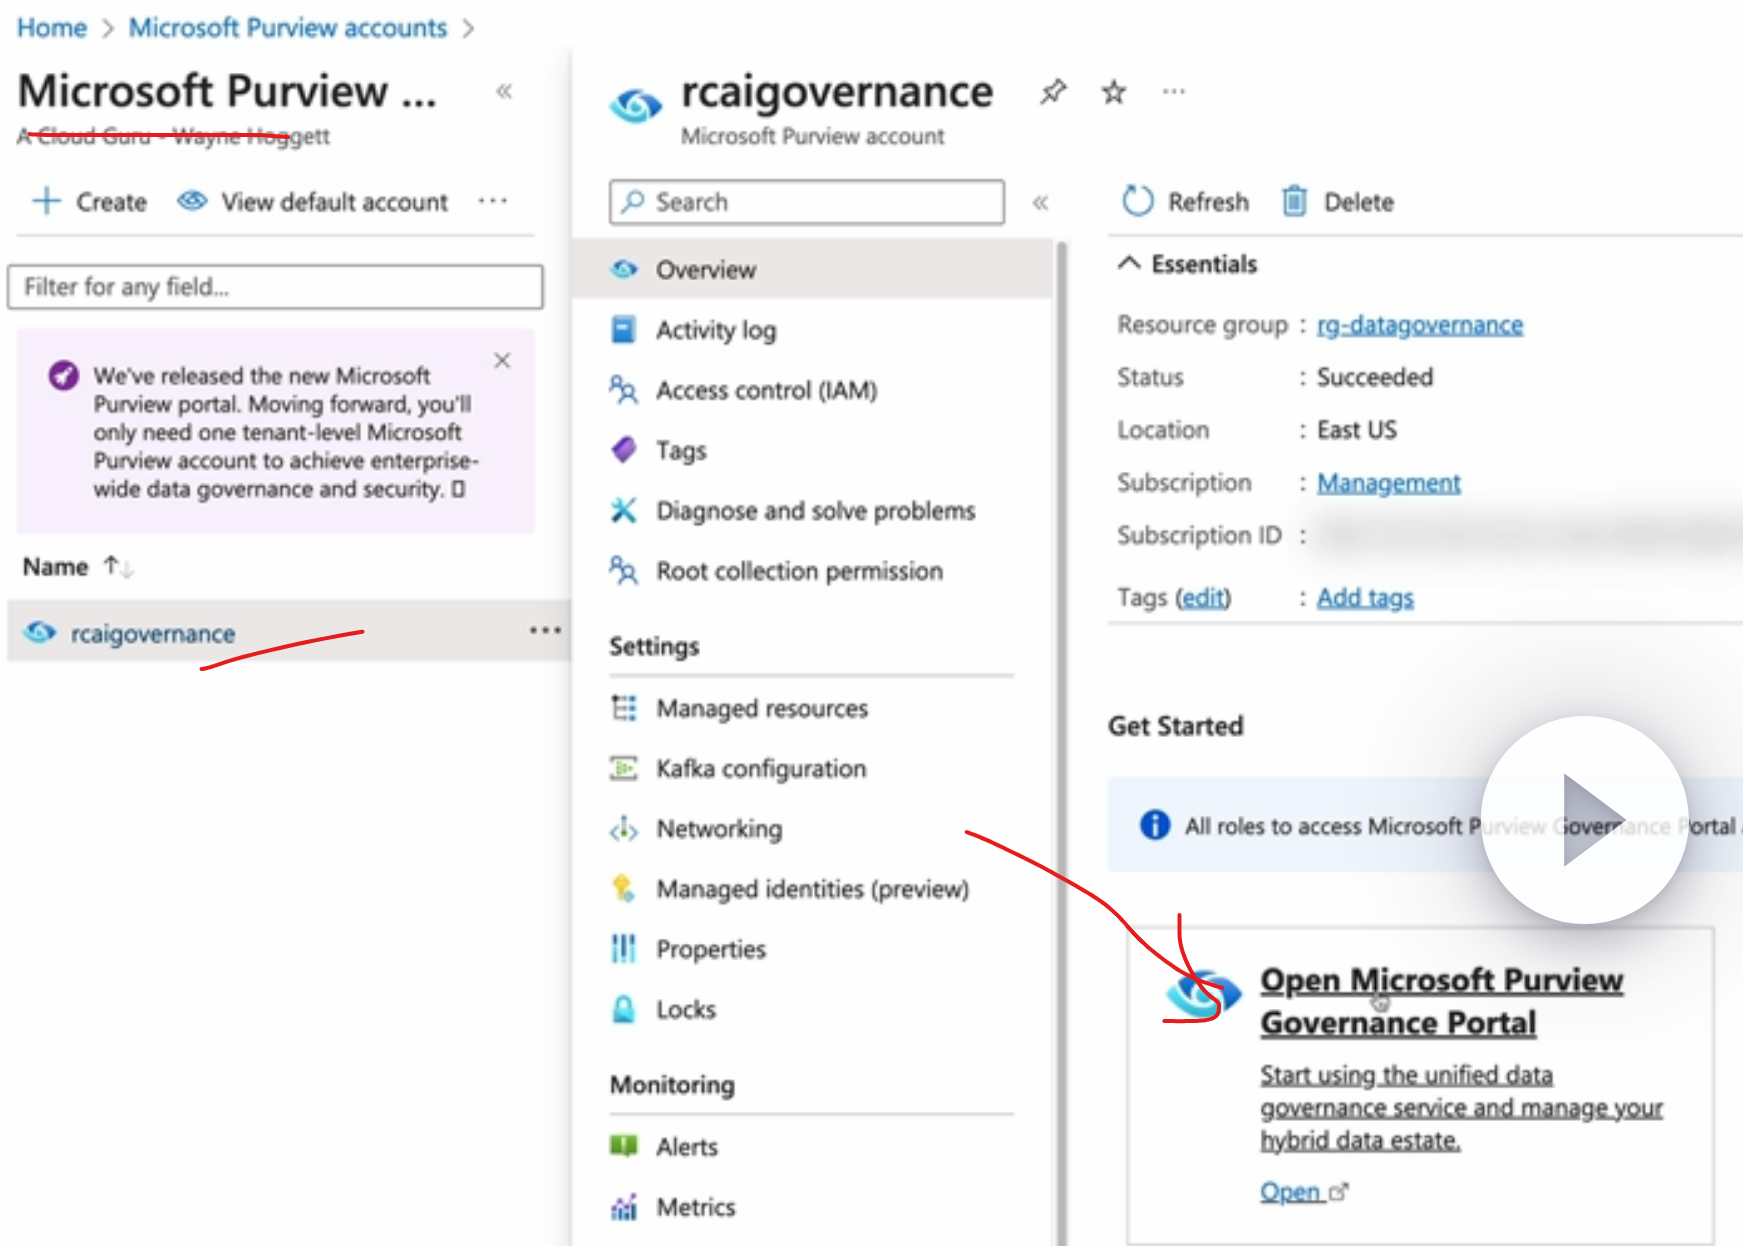 Home > Microsoft Purview accounts >
Microsoft Purview ...
A Cloud Guru - Wayne Hoggett
Create
View default account
...
Filter for any field...
We've released the new Microsoft
Purview portal. Moving forward, you'll
only need one tenant-level Microsoft
Purview account to achieve enterprise-
wide data governance and security.
Name
rcaigovernance
...
rcaigovernance
...
Microsoft Purview account
Search
Refresh
Delete
Overview
Activity log
Access control (IAM)
Tags
Diagnose and solve problems
Root collection permission
Settings
Managed resources
Kafka configuration
Networking
Managed identities (preview)
Properties
Locks
Monitoring
Alerts
Metrics
Essentials
Resource group : rg-datagovernance
Status : Succeeded
Location : East US
Subscription : Management
Subscription ID :
Tags (edit) : Add tags
Get Started
All roles to access Microsoft Purview Governance Portal
Open Microsoft Purview
Governance Portal
Start using the unified data
governance service and manage your
hybrid data estate.
Open